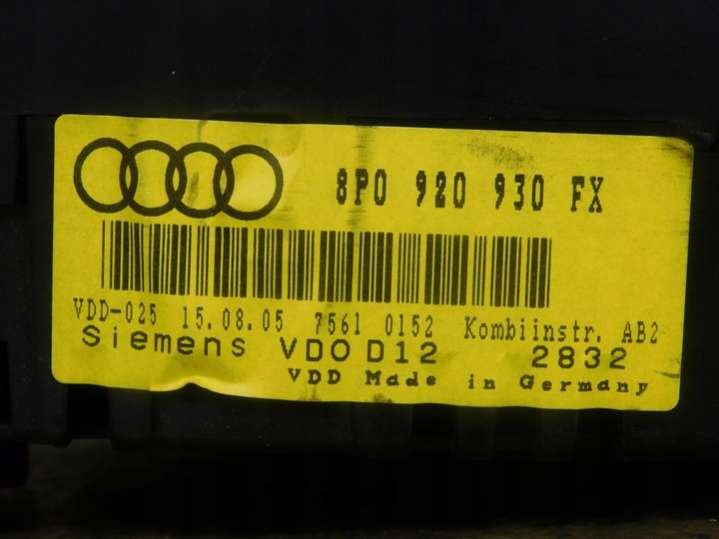 8P0 920 930 FX
VDD-025 15.08.05 7561 0152 Kombiinstr. AB2
Siemens VDO D12 2832
VDD Made in Germany